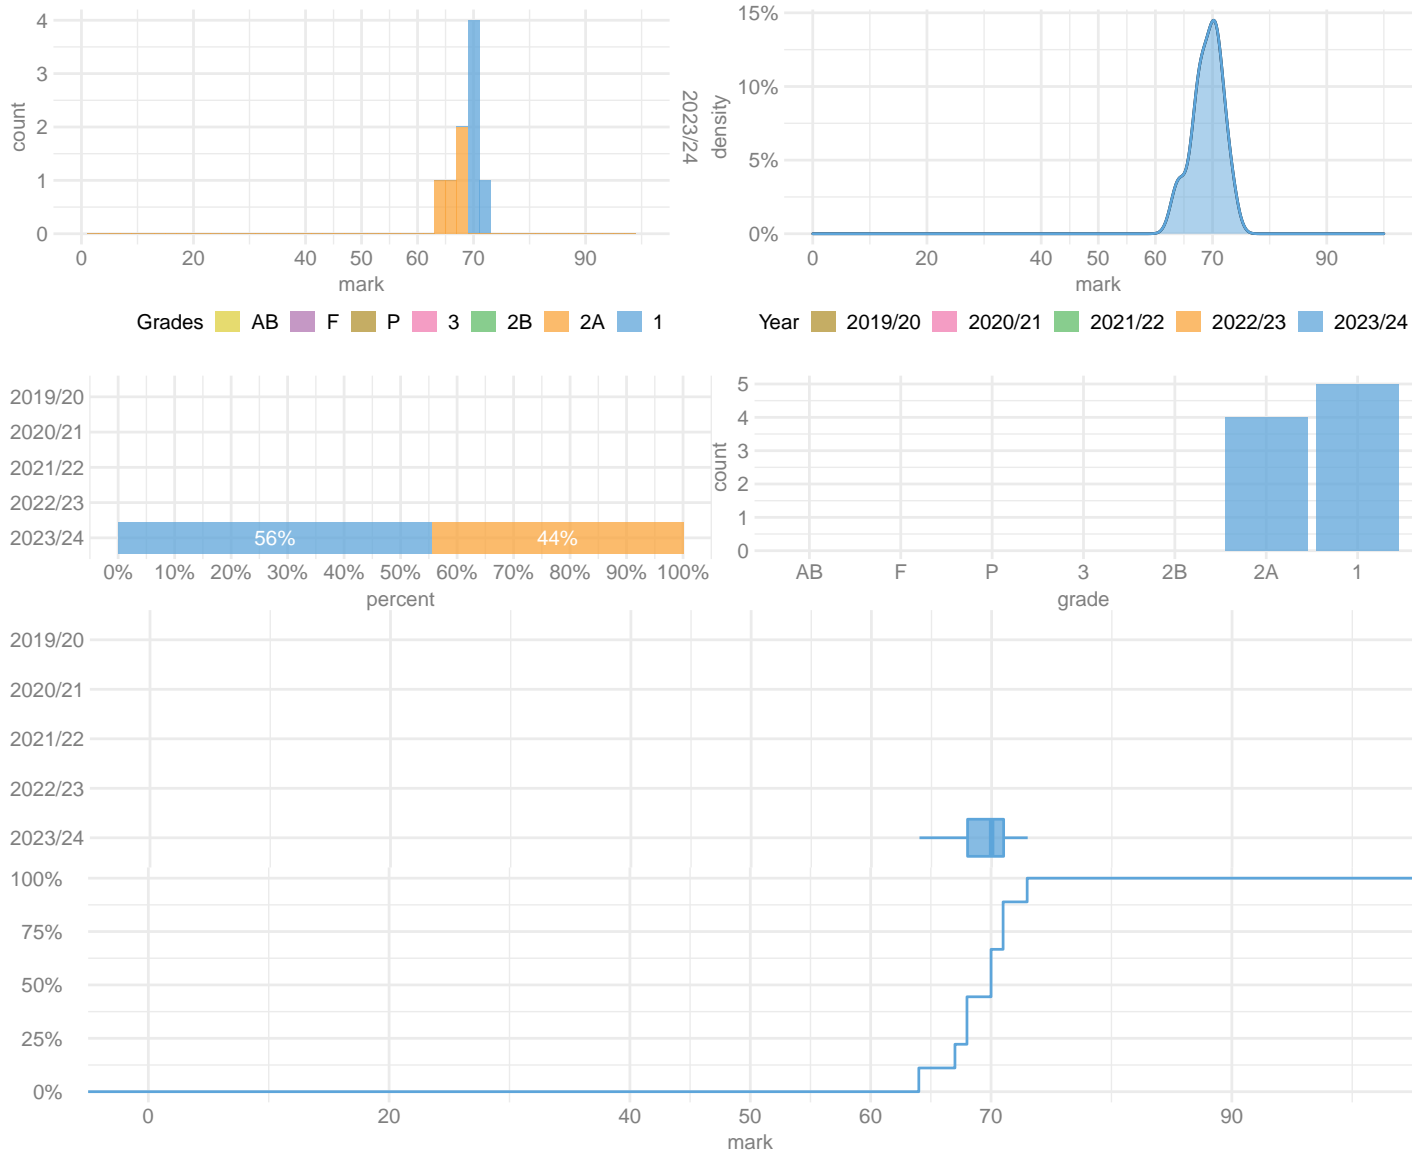 4
3
2
1
0
count
0 20 40 50 60 70 90
mark
2023/24
15%
10%
5%
0%
density
0 20 40 50 60 70 90
mark
Grades AB F P 3 2B 2A 1
Year 2019/20 2020/21 2021/22 2022/23 2023/24
2019/20
2020/21
2021/22
2022/23
2023/24
56% 44%
0% 10% 20% 30% 40% 50% 60% 70% 80% 90% 100%
percent
5
4
3
2
1
0
count
AB F P 3 2B 2A 1
grade
2019/20
2020/21
2021/22
2022/23
2023/24
100%
75%
50%
25%
0%
0 20 40 50 60 70 90
mark